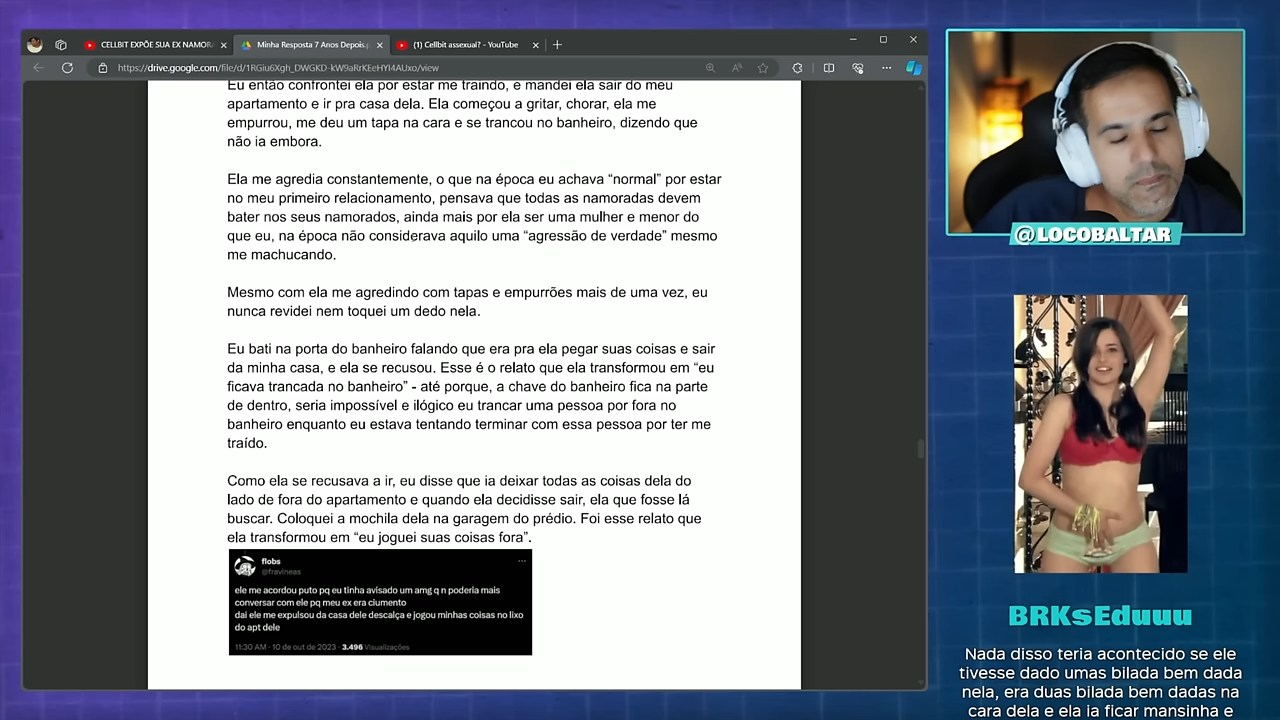 CELLBIT EXPÕE SUA EX NAMOR
Minha Resposta 7 Anos Depois.
(1) Cellbit assexual? - YouTube
https://drive.google.com/file/d/1RGiu6Xgh_DWGKD-kW9aRrKEeHYI4AUxo/view
Eu então confrontei ela por estar me traindo, e mandei ela sair do meu
apartamento e ir pra casa dela. Ela começou a gritar, chorar, ela me
empurrou, me deu um tapa na cara e se trancou no banheiro, dizendo que
não ia embora.
Ela me agredia constantemente, o que na época eu achava “normal” por estar
no meu primeiro relacionamento, pensava que todas as namoradas devem
bater nos seus namorados, ainda mais por ela ser uma mulher e menor do
que eu, na época não considerava aquilo uma “agressão de verdade” mesmo
me machucando.
Mesmo com ela me agredindo com tapas e empurrões mais de uma vez, eu
nunca revidei nem toquei um dedo nela.
Eu bati na porta do banheiro falando que era pra ela pegar suas coisas e sair
da minha casa, e ela se recusou. Esse é o relato que ela transformou em “eu
ficava trancada no banheiro” - até porque, a chave do banheiro fica na parte
de dentro, seria impossível e ilógico eu trancar uma pessoa por fora no
banheiro enquanto eu estava tentando terminar com essa pessoa por ter me
traído.
Como ela se recusava a ir, eu disse que ia deixar todas as coisas dela do
lado de fora do apartamento e quando ela decidisse sair, ela que fosse lá
buscar. Coloquei a mochila dela na garagem do prédio. Foi esse relato que
ela transformou em “eu joguei suas coisas fora”.
flobs
@fravineas
ele me acordou puto pq eu tinha avisado um amg q n poderia mais
conversar com ele pq meu ex era ciumento
dai ele me expulsou da casa dele descalça e jogou minhas coisas no lixo
do apt dele
11:30 AM · 10 de out de 2023 · 3.496 Visualizações
@LOCOBALTAR
BRKsEduuu
Nada disso teria acontecido se ele
tivesse dado umas bilada bem dada
nela, era duas bilada bem dadas na
cara dela e ela ia ficar mansinha e